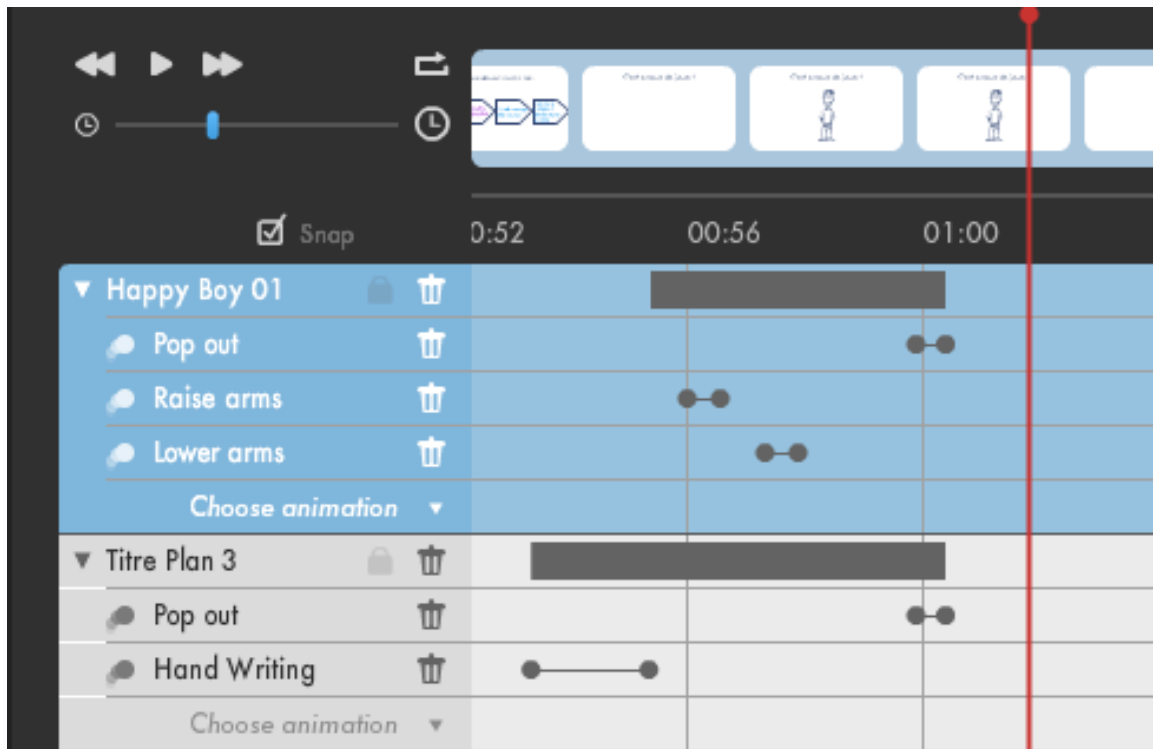 Snap
0:52 00:56 01:00
Happy Boy 01
Pop out
Raise arms
Lower arms
Choose animation
Titre Plan 3
Pop out
Hand Writing
Choose animation